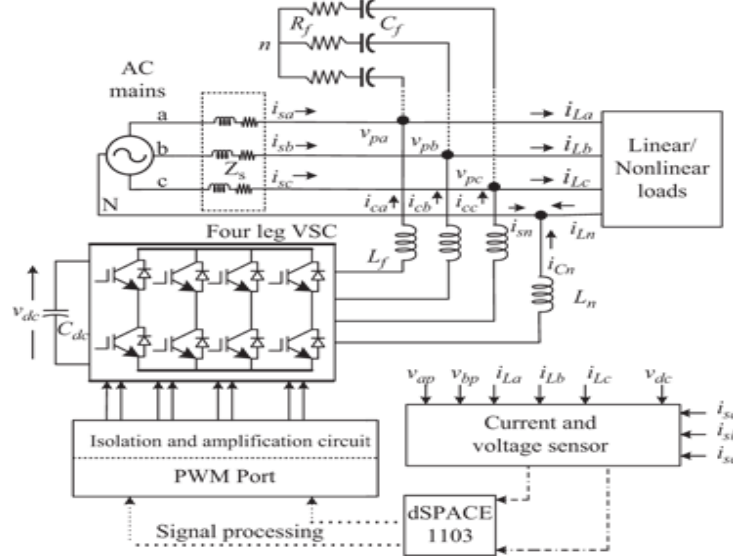 R_f
C_f
n
AC
mains
a
b
c
N
i_sa
i_sb
i_sc
Z_s
v_pa
v_pb
v_pc
i_La
i_Lb
i_Lc
Linear/
Nonlinear
loads
i_ca
i_cb
i_cc
i_sn
i_Ln
Four leg VSC
L_f
i_Cn
L_n
v_dc
C_dc
v_ap
v_bp
i_La
i_Lb
i_Lc
v_dc
Current and
voltage sensor
Isolation and amplification circuit
PWM Port
Signal processing
dSPACE
1103